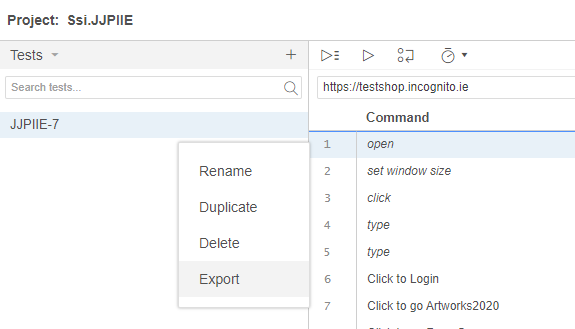 Project: Ssi.JJPIIE
Tests
Search tests...
JJPIIE-7
Rename
Duplicate
Delete
Export
https://testshop.incognito.ie
Command
1 open
2 set window size
3 click
4 type
5 type
6 Click to Login
7 Click to go Artworks2020